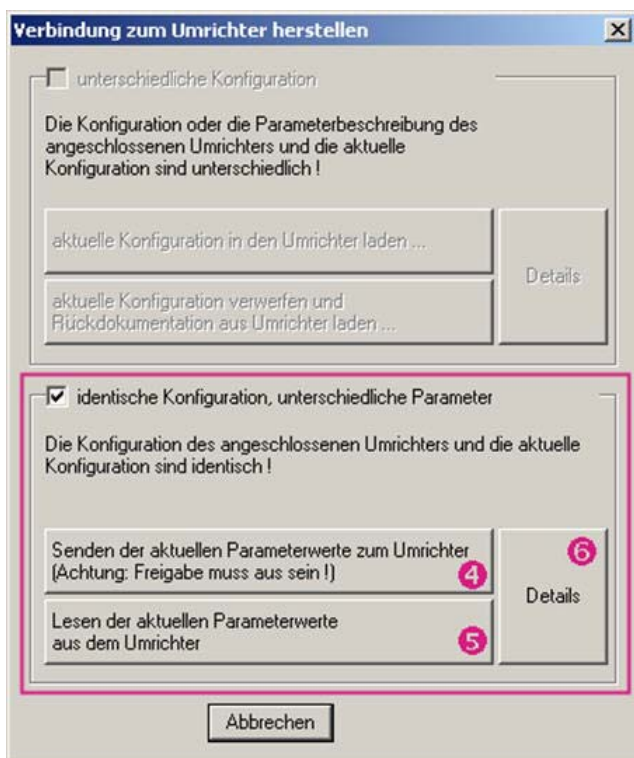 Verbindung zum Umrichter herstellen
unterschiedliche Konfiguration
Die Konfiguration oder die Parameterbeschreibung des
angeschlossenen Umrichters und die aktuelle
Konfiguration sind unterschiedlich !
aktuelle Konfiguration in den Umrichter laden ...
Details
aktuelle Konfiguration verwerfen und
Rückdokumentation aus Umrichter laden ...
identische Konfiguration, unterschiedliche Parameter
Die Konfiguration des angeschlossenen Umrichters und die aktuelle
Konfiguration sind identisch !
Senden der aktuellen Parameterwerte zum Umrichter
(Achtung: Freigabe muss aus sein !)
4
6
Details
Lesen der aktuellen Parameterwerte
aus dem Umrichter
5
Abbrechen